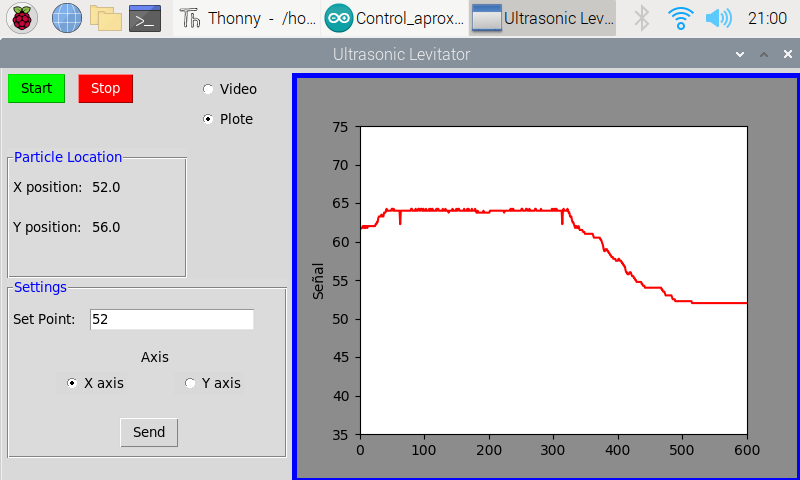 Thonny - /ho... Control_aprox... Ultrasonic Lev... 21:00
Ultrasonic Levitator
Start Stop
Video
Plote
Particle Location
X position: 52.0
Y position: 56.0
Settings
Set Point: 52
Axis
X axis Y axis
Send
Señal
75
70
65
60
55
50
45
40
35
0 100 200 300 400 500 600